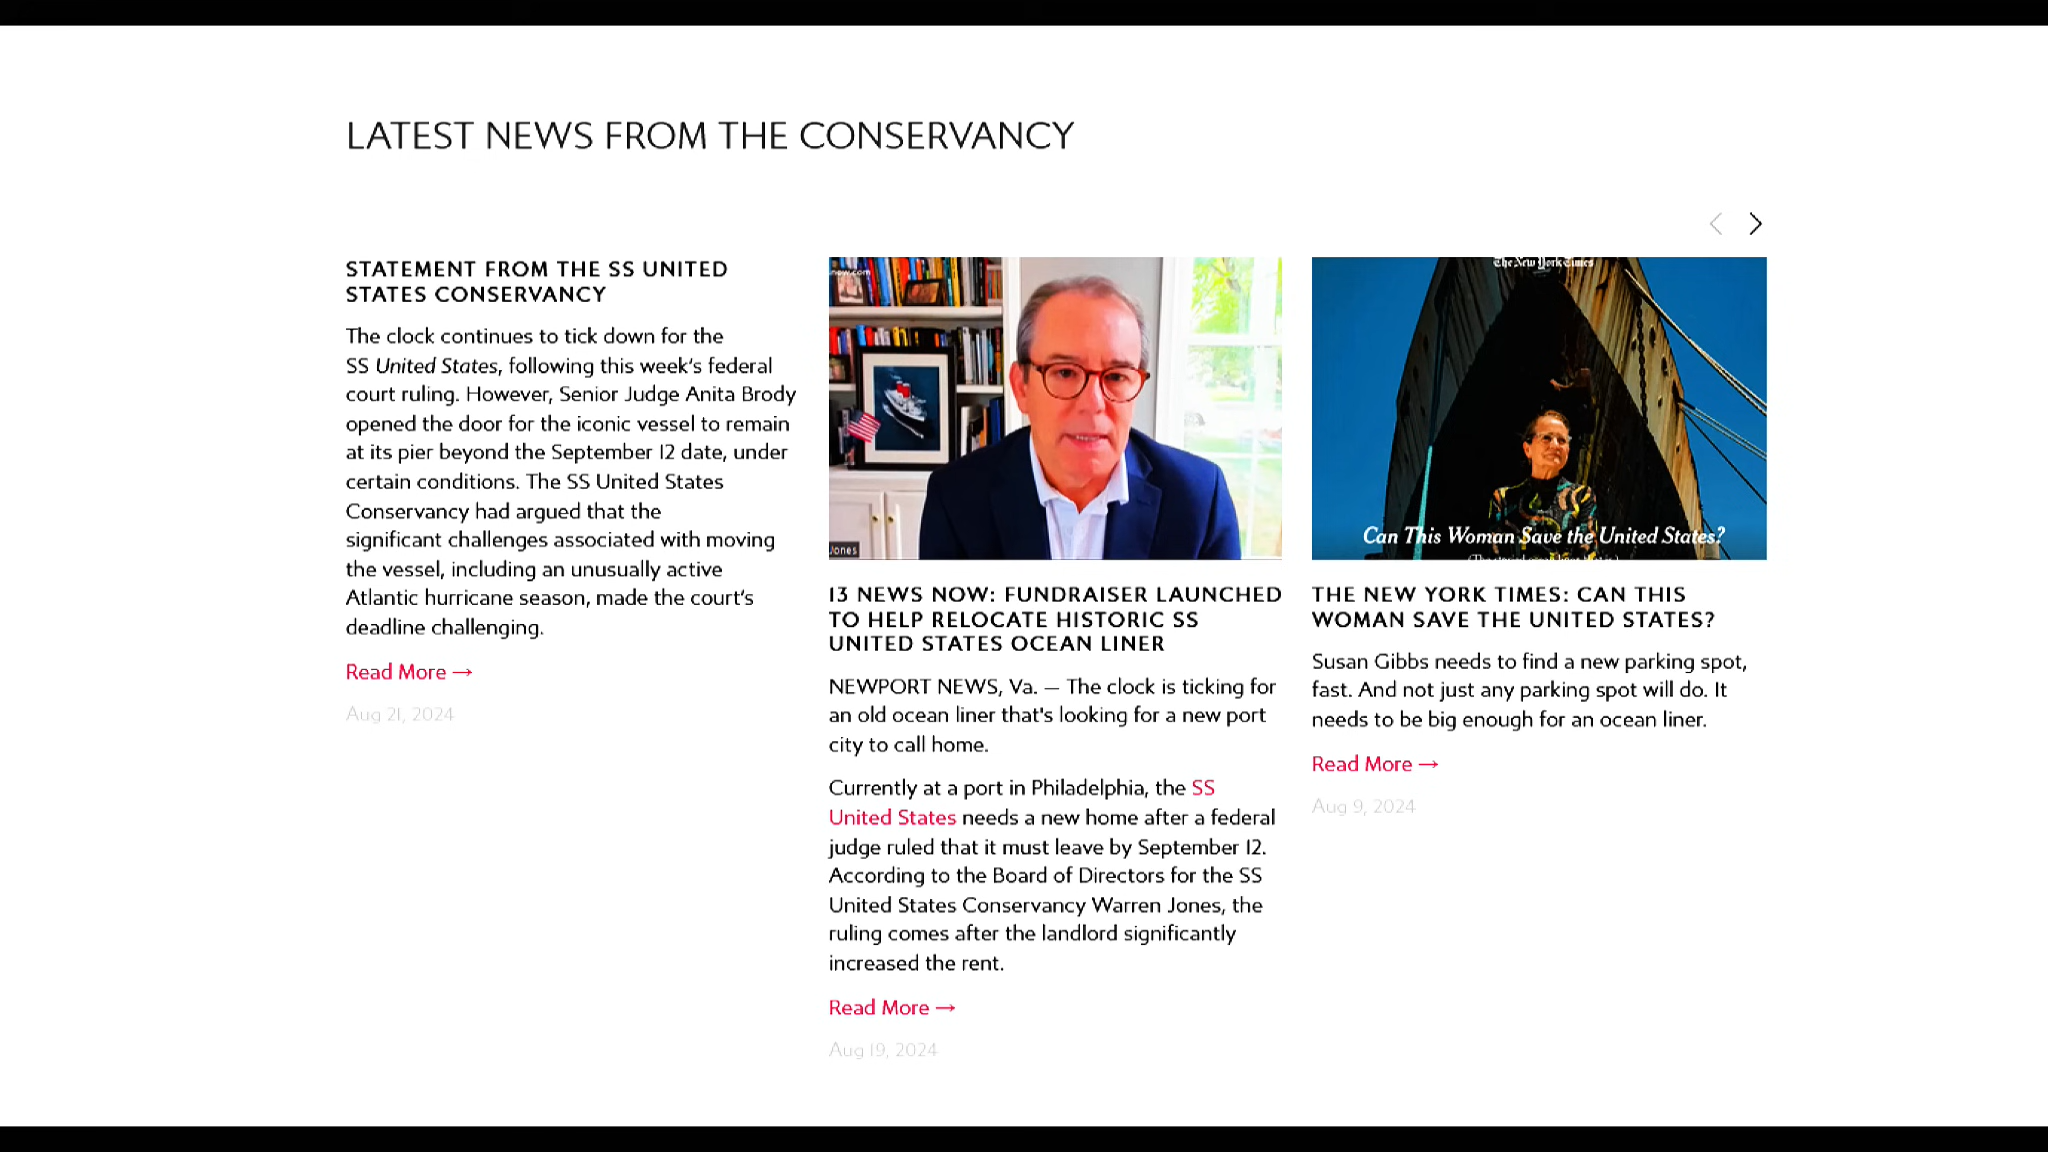 LATEST NEWS FROM THE CONSERVANCY
STATEMENT FROM THE SS UNITED
STATES CONSERVANCY
The clock continues to tick down for the
SS United States, following this week's federal
court ruling. However, Senior Judge Anita Brody
opened the door for the iconic vessel to remain
at its pier beyond the September 12 date, under
certain conditions. The SS United States
Conservancy had argued that the
significant challenges associated with moving
the vessel, including an unusually active
Atlantic hurricane season, made the court's
deadline challenging.
Read More →
Aug 21, 2024
now.com
Jones
13 NEWS NOW: FUNDRAISER LAUNCHED
TO HELP RELOCATE HISTORIC SS
UNITED STATES OCEAN LINER
NEWPORT NEWS, Va. — The clock is ticking for
an old ocean liner that's looking for a new port
city to call home.
Currently at a port in Philadelphia, the SS
United States needs a new home after a federal
judge ruled that it must leave by September 12.
According to the Board of Directors for the SS
United States Conservancy Warren Jones, the
ruling comes after the landlord significantly
increased the rent.
Read More →
Aug 19, 2024
The New York Times
Can This Woman Save the United States?
THE NEW YORK TIMES: CAN THIS
WOMAN SAVE THE UNITED STATES?
Susan Gibbs needs to find a new parking spot,
fast. And not just any parking spot will do. It
needs to be big enough for an ocean liner.
Read More →
Aug 9, 2024